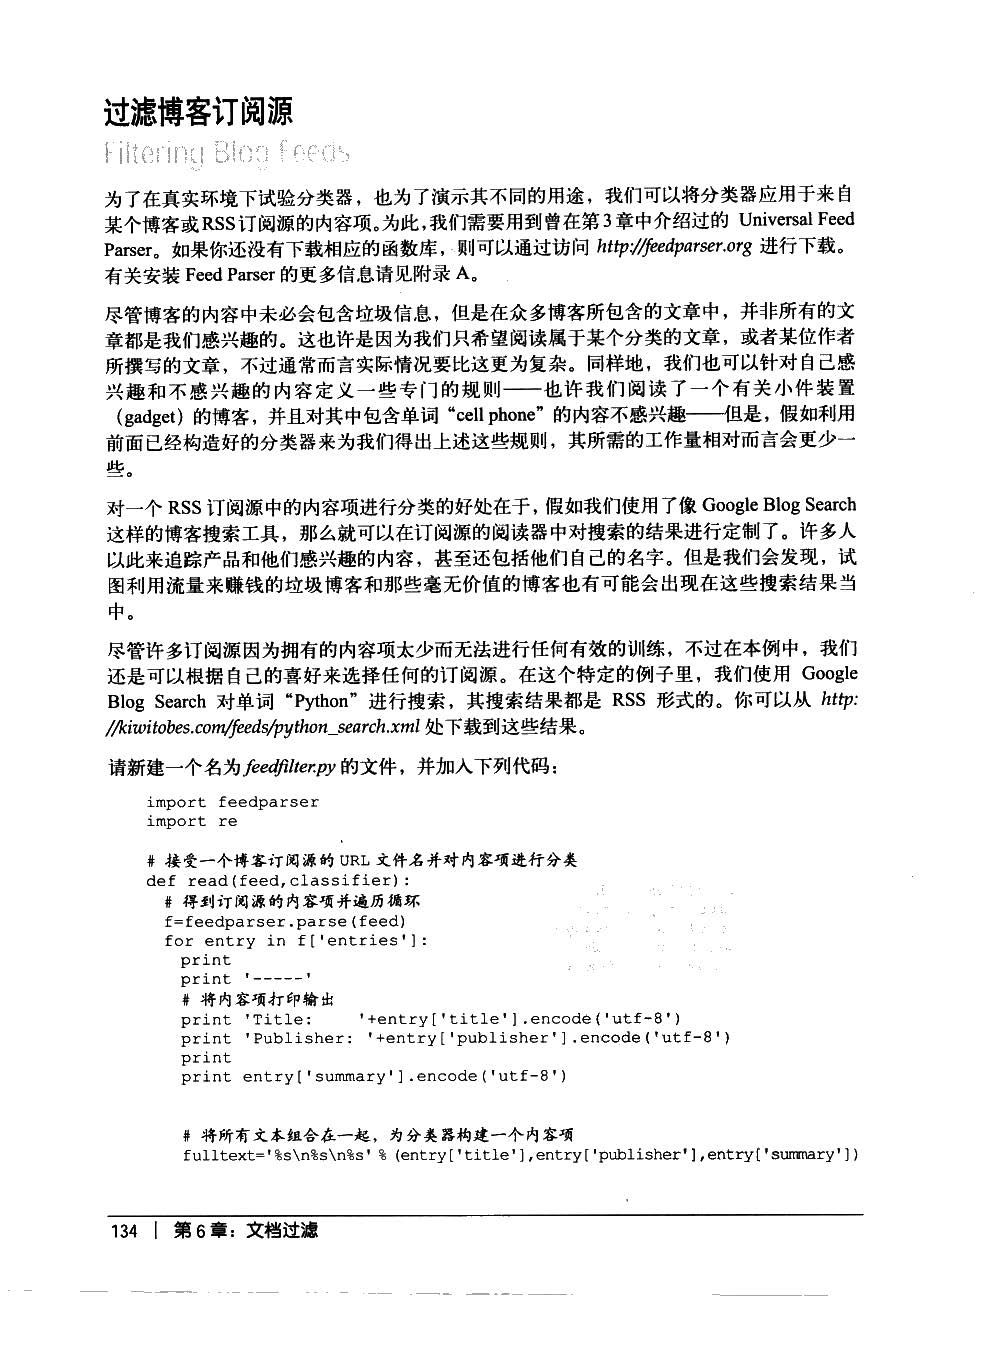 过滤博客订阅源
Filtering Blog Feeds
为了在真实环境下试验分类器，也为了演示其不同的用途，我们可以将分类器应用于来自
某个博客或RSS订阅源的内容项。为此，我们需要用到曾在第3章中介绍过的 Universal Feed
Parser。如果你还没有下载相应的函数库，则可以通过访问 http://feedparser.org 进行下载。
有关安装 Feed Parser 的更多信息请见附录 A。
尽管博客的内容中未必会包含垃圾信息，但是在众多博客所包含的文章中，并非所有的文
章都是我们感兴趣的。这也许是因为我们只希望阅读属于某个分类的文章，或者某位作者
所撰写的文章，不过通常而言实际情况要比这更为复杂。同样地，我们也可以针对自己感
兴趣和不感兴趣的内容定义一些专门的规则——也许我们阅读了一个有关小件装置
（gadget）的博客，并且对其中包含单词“cell phone”的内容不感兴趣——但是，假如利用
前面已经构造好的分类器来为我们得出上述这些规则，其所需的工作量相对而言会更少一
些。
对一个 RSS 订阅源中的内容项进行分类的好处在于，假如我们使用了像 Google Blog Search
这样的博客搜索工具，那么就可以在订阅源的阅读器中对搜索的结果进行定制了。许多人
以此来追踪产品和他们感兴趣的内容，甚至还包括他们自己的名字。但是我们会发现，试
图利用流量来赚钱的垃圾博客和那些毫无价值的博客也有可能会出现在这些搜索结果当
中。
尽管许多订阅源因为拥有的内容项太少而无法进行任何有效的训练，不过在本例中，我们
还是可以根据自己的喜好来选择任何的订阅源。在这个特定的例子里，我们使用 Google
Blog Search 对单词“Python”进行搜索，其搜索结果都是 RSS 形式的。你可以从 http:
//kiwitobes.com/feeds/python_search.xml 处下载到这些结果。
请新建一个名为 feedfilter.py 的文件，并加入下列代码：
import feedparser
import re
# 接受一个博客订阅源的 URL 文件名并对内容项进行分类
def read(feed,classifier):
# 得到订阅源的内容项并遍历循环
f=feedparser.parse(feed)
for entry in f['entries']:
print
print '-----'
# 将内容项打印输出
print 'Title:     '+entry['title'].encode('utf-8')
print 'Publisher: '+entry['publisher'].encode('utf-8')
print
print entry['summary'].encode('utf-8')
# 将所有文本组合在一起，为分类器构建一个内容项
fulltext='%s\n%s\n%s' % (entry['title'],entry['publisher'],entry['summary'])
134 | 第 6 章：文档过滤